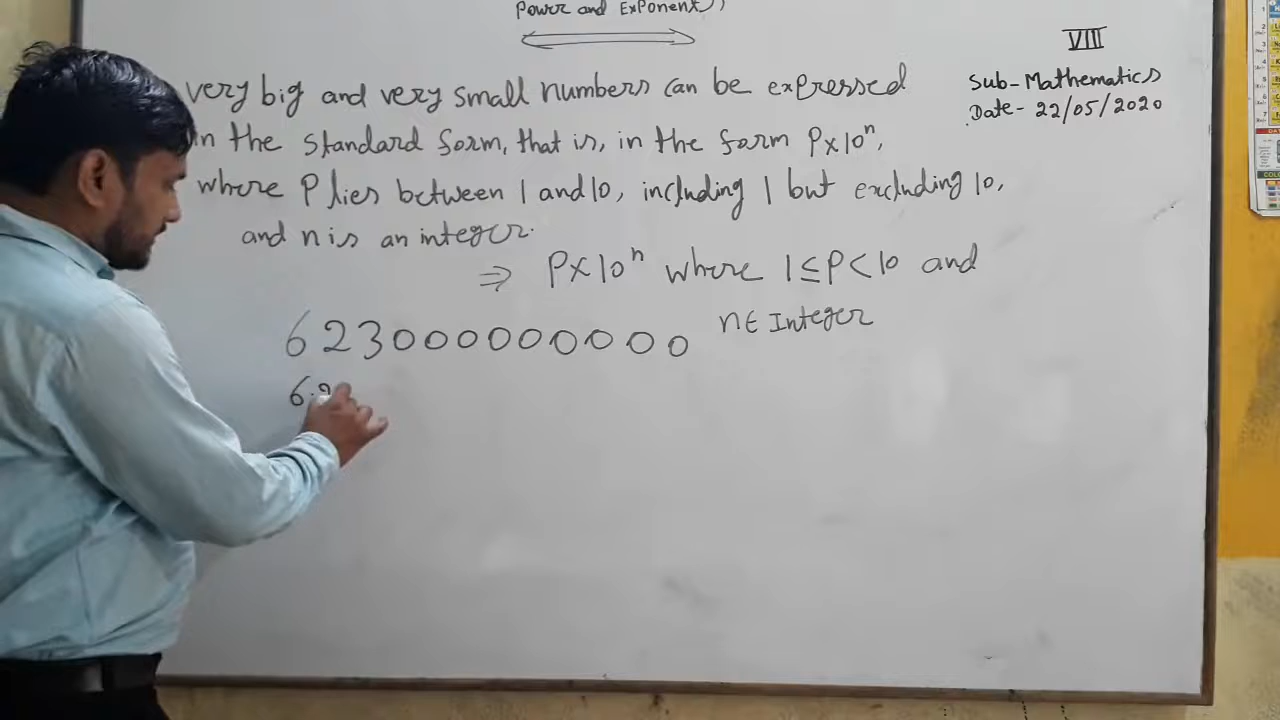 Power and Exponent
VIII
Sub-Mathematics
Date- 22/05/2020
very big and very small numbers can be expressed
in the standard form, that is, in the form P×10ⁿ,
where P lies between 1 and 10, including 1 but excluding 10,
and n is an integer.
⇒ P×10ⁿ where 1≤P<10 and
n∈ Integer
623000000000
6.2